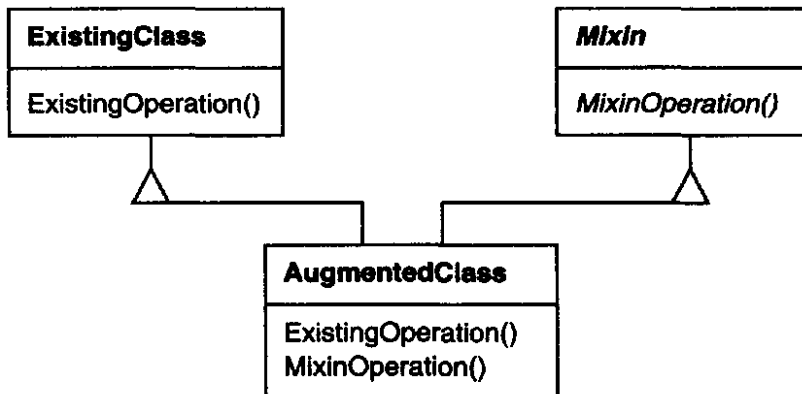 ExistingClass
ExistingOperation()
Mixin
MixinOperation()
AugmentedClass
ExistingOperation()
MixinOperation()